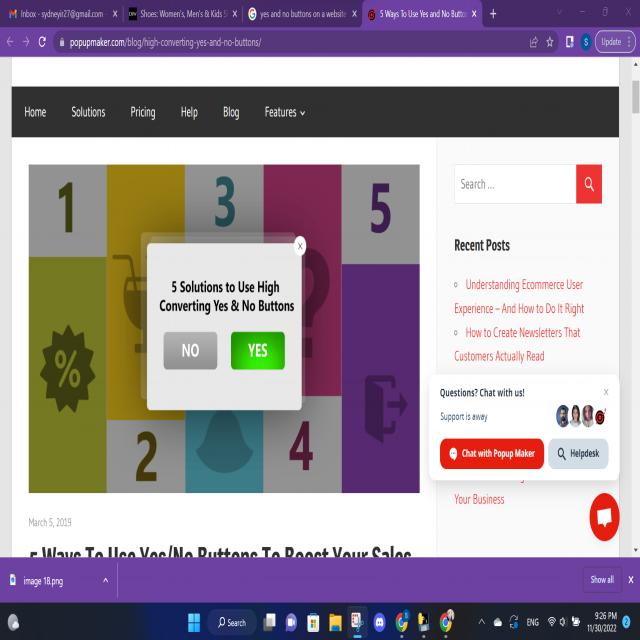 Inbox - sydneyir27@gmail.com
Shoes: Women's, Men's & Kids S
yes and no buttons on a website
5 Ways To Use Yes and No Button
popupmaker.com/blog/high-converting-yes-and-no-buttons/
S
Update
Home Solutions Pricing Help Blog Features
1 3 5
X
5 Solutions to Use High
Converting Yes & No Buttons
NO YES
%
?
2 4
Search ...
Recent Posts
Understanding Ecommerce User
Experience – And How to Do It Right
How to Create Newsletters That
Customers Actually Read
Questions? Chat with us!
X
Support is away
Chat with Popup Maker
Helpdesk
Your Business
March 5, 2019
5 Ways To Use Yes/No Buttons To Boost Your Sales
image 18.png
Show all
X
Search
ENG
9:26 PM
11/30/2022
2